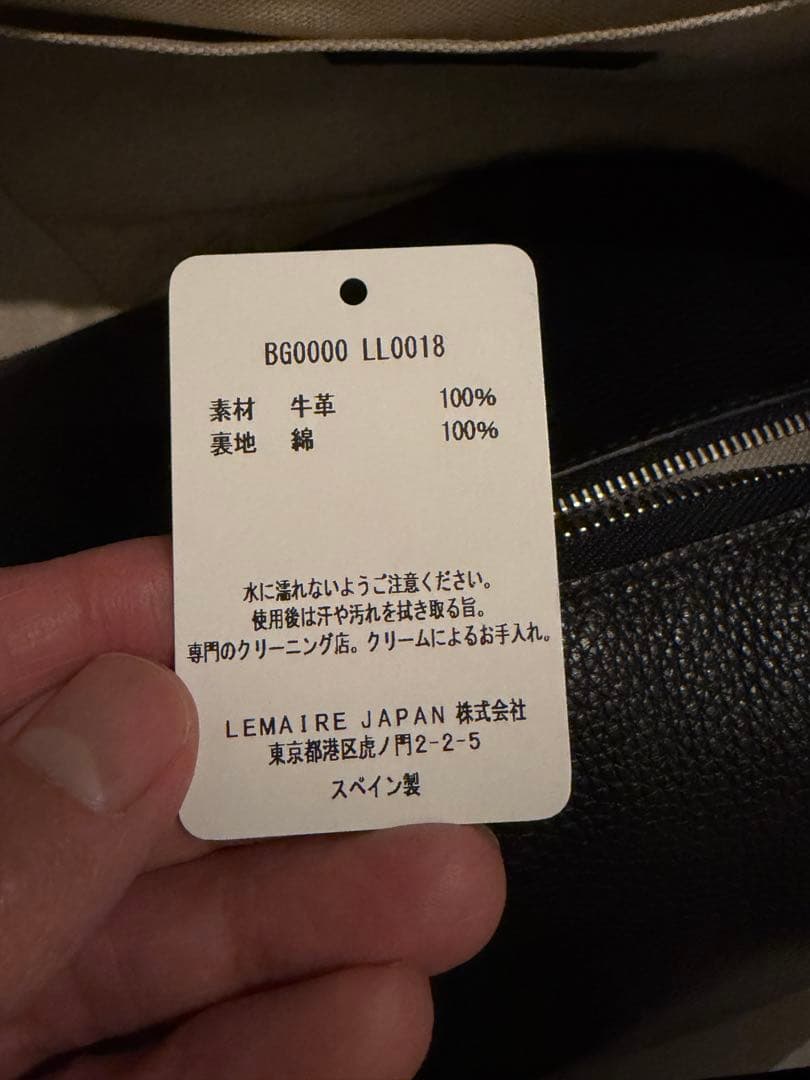 BG0000 LL0018
素材 牛革 100%
裏地 綿 100%
水に濡れないようご注意ください。
使用後は汗や汚れを拭き取る旨。
専門のクリーニング店。クリームによるお手入れ。
LEMAIRE JAPAN 株式会社
東京都港区虎ノ門2-2-5
スペイン製